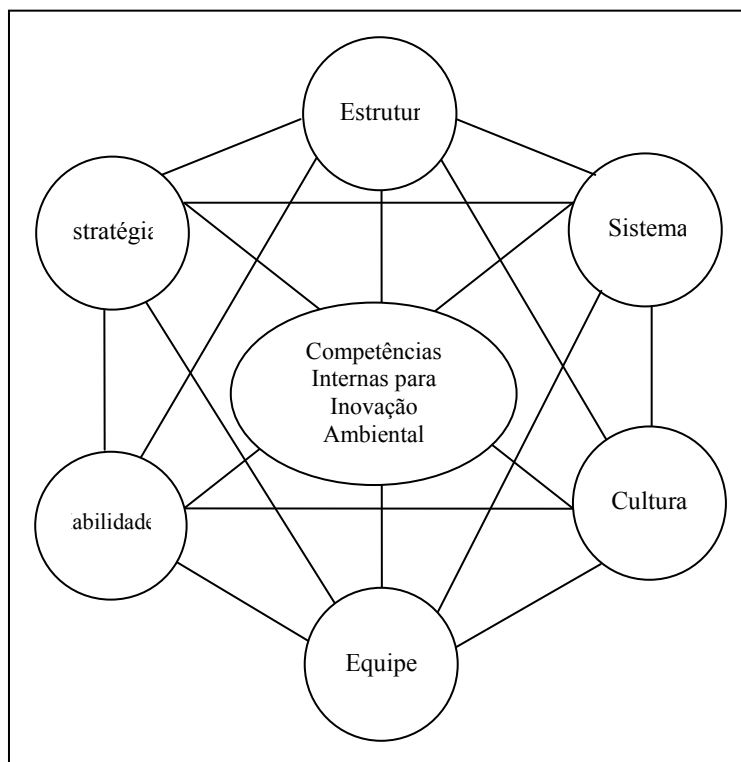 Estrutur
stratégia
Sistema
Competências
Internas para
Inovação
Ambiental
abilidade
Cultura
Equipe